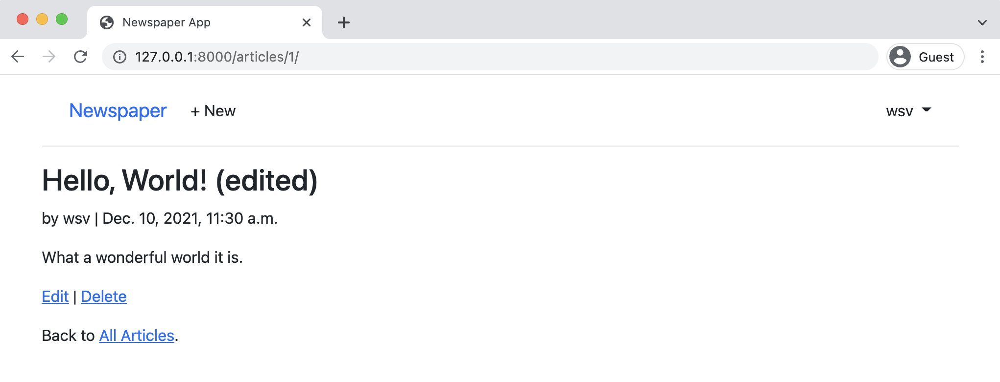 Newspaper App
127.0.0.1:8000/articles/1/
Guest
Newspaper + New wsv
Hello, World! (edited)
by wsv | Dec. 10, 2021, 11:30 a.m.
What a wonderful world it is.
Edit | Delete
Back to All Articles.